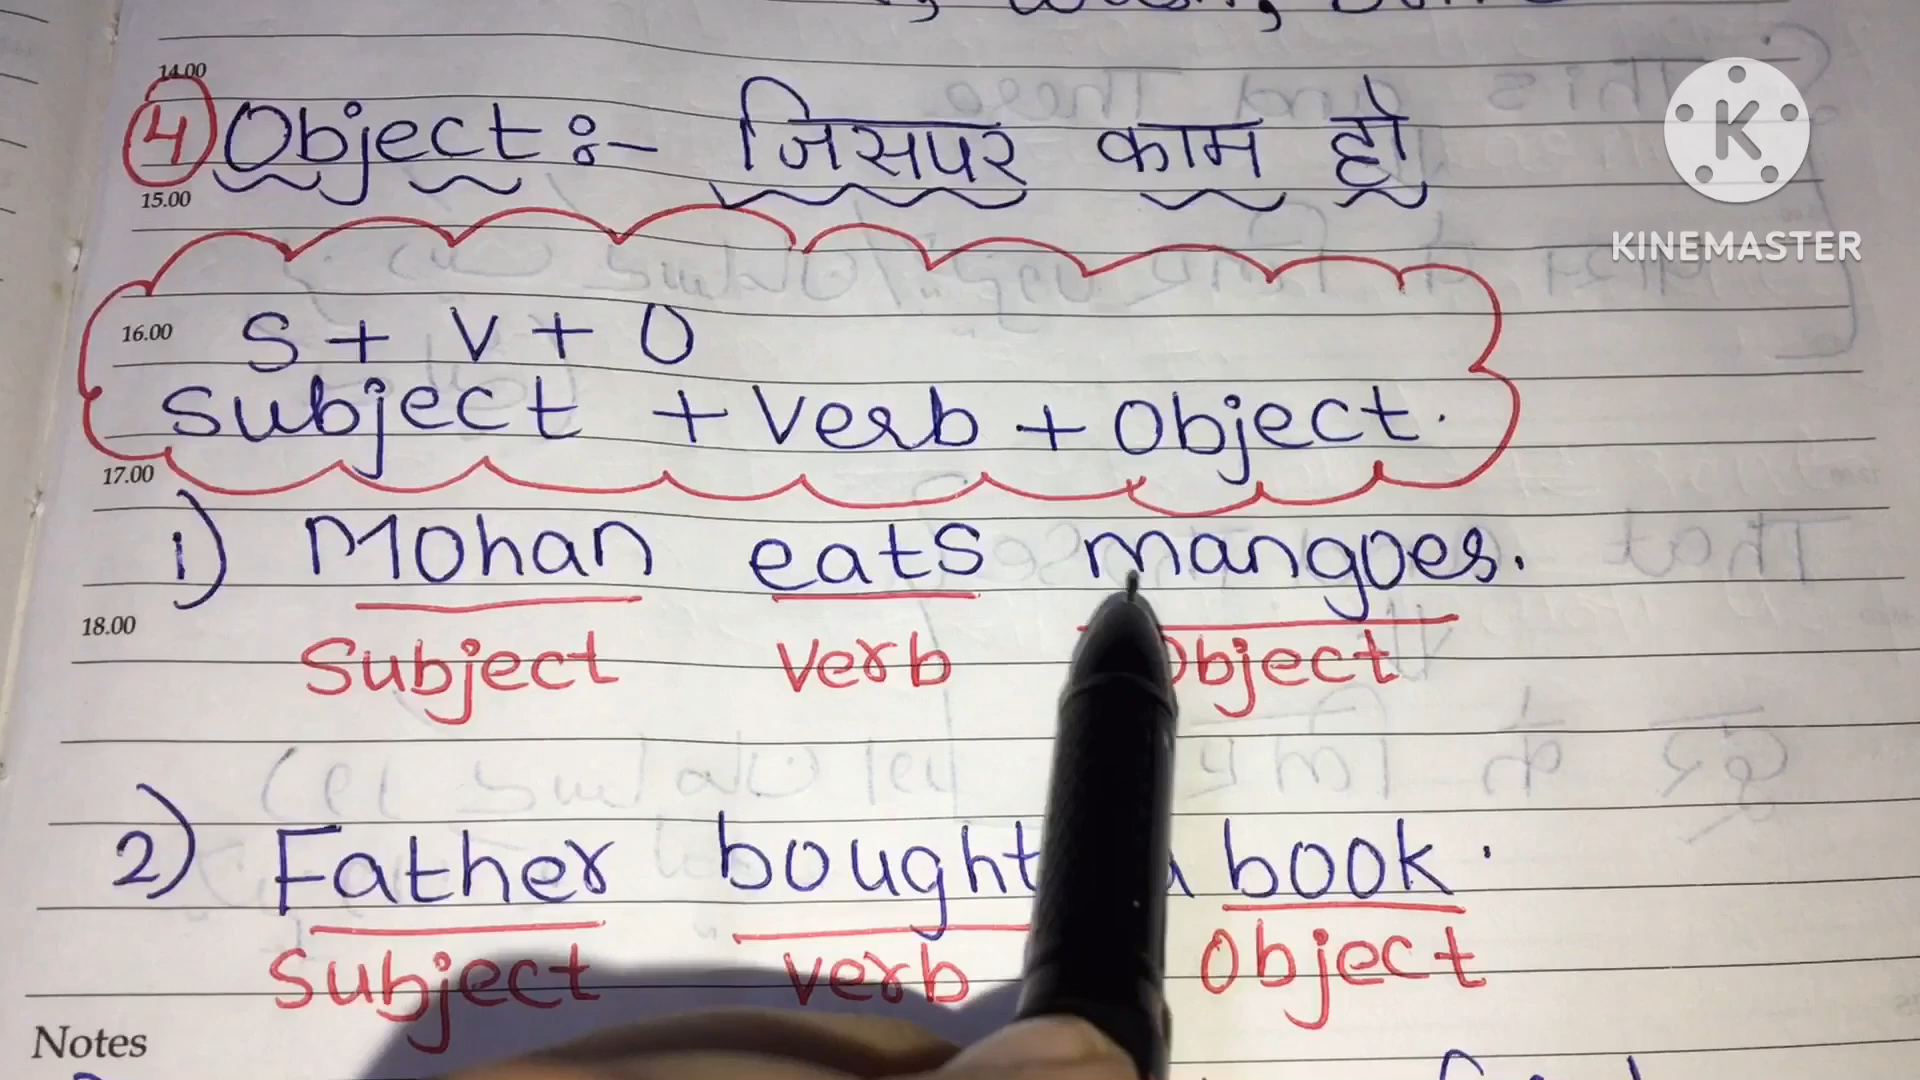 14.00
4 Object :- जिसपर काम हो
15.00
K
KINEMASTER
16.00 S + V + O
Subject + Verb + Object.
17.00
1) Mohan eats mangoes.
18.00
Subject Verb Object
2) Father bought a book.
Subject Verb Object
Notes